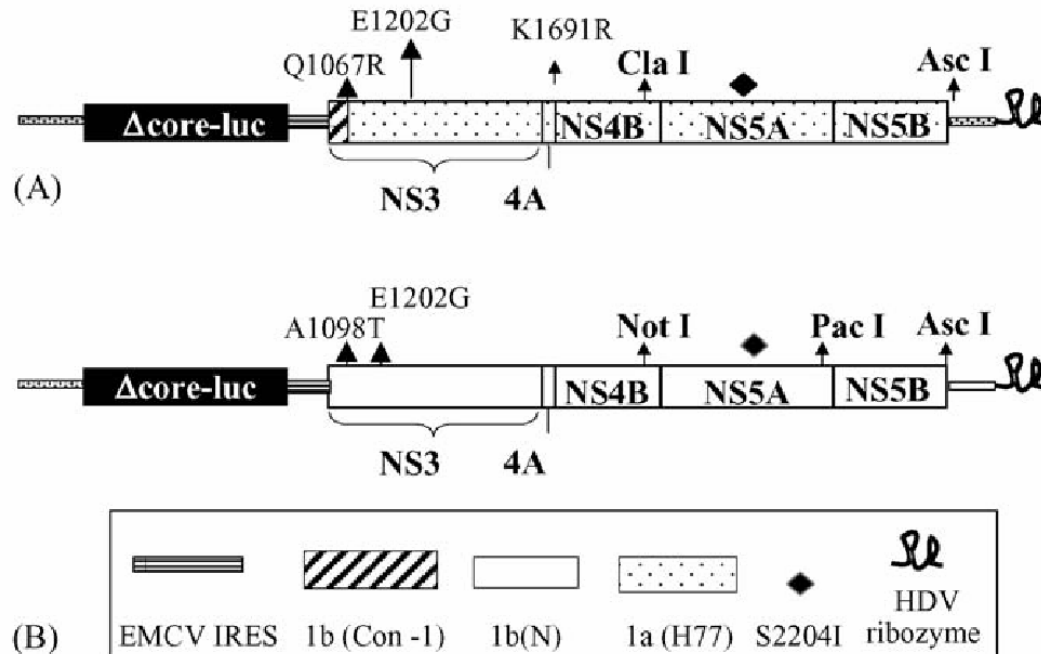 E1202G
Q1067R
K1691R
Cla I
Asc I
Δcore-luc
NS4B
NS5A
NS5B
(A)
NS3
4A
E1202G
A1098T
Not I
Pac I
Asc I
Δcore-luc
NS4B
NS5A
NS5B
NS3
4A
(B)
EMCV IRES
1b (Con -1)
1b(N)
1a (H77)
S2204I
HDV
ribozyme